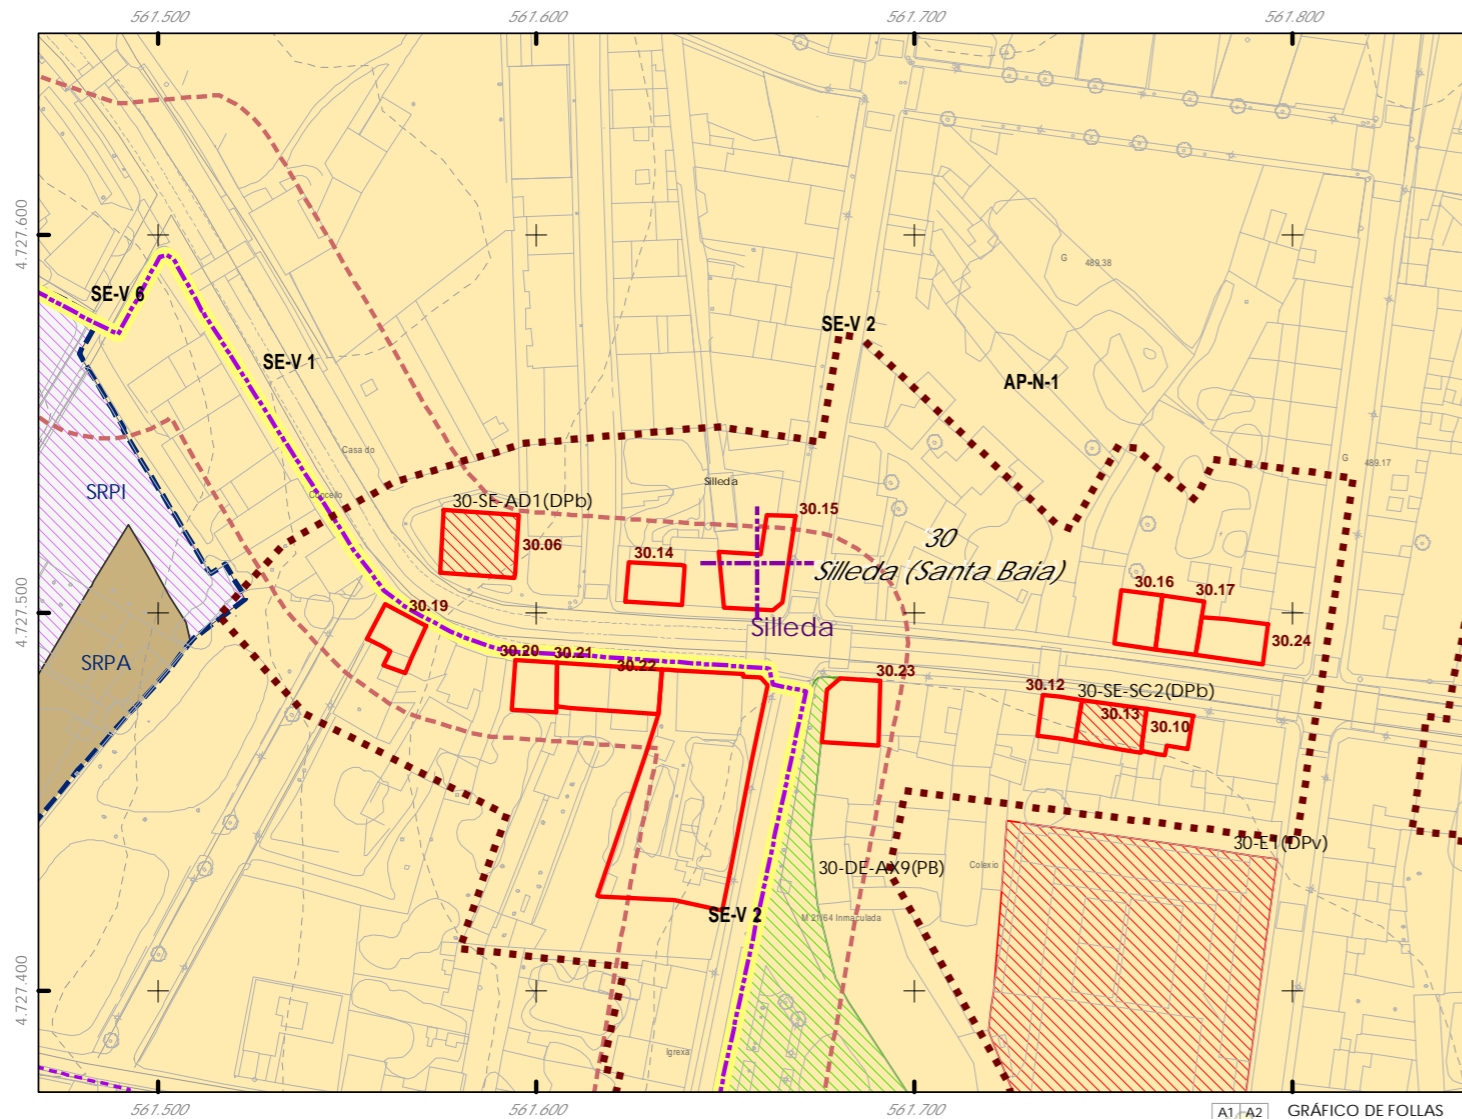 561.500 561.600 561.700 561.800
4.727.600
489.38
G
SE-V 6
SE-V 2
SE-V 1
AP-N-1
Casa do
Concello
G
489.17
Silleda
SRPI
30-SE-AD1(DPb)
30.15
30.06
30
30.14
Silleda (Santa Baia)
30.16
30.17
4.727.500
30.19
Silleda
30.24
30.20
30.21
30.22
SRPA
30.23
30.12
30-SE-SC2(DPb)
30.13
30.10
30-E1(DPv)
30-DE-AX9(PB)
Colexio
SE-V 2
M 21/64 Inmaculada
4.727.400
Igrexa
561.500 561.600 561.700
A1 A2 GRÁFICO DE FOLLAS